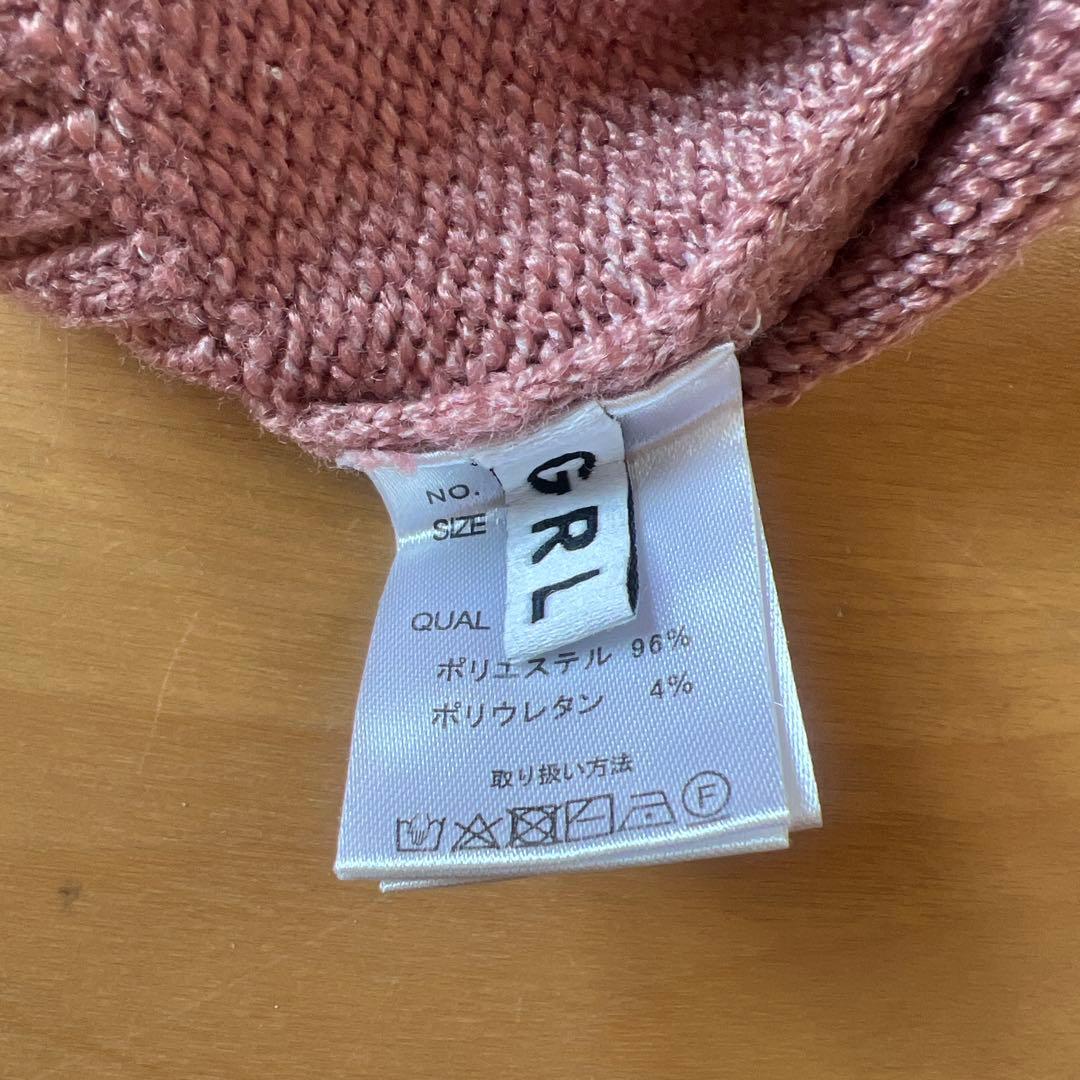 GRL
NO.
SIZE
QUAL
ポリエステル 96%
ポリウレタン 4%
取り扱い方法
F